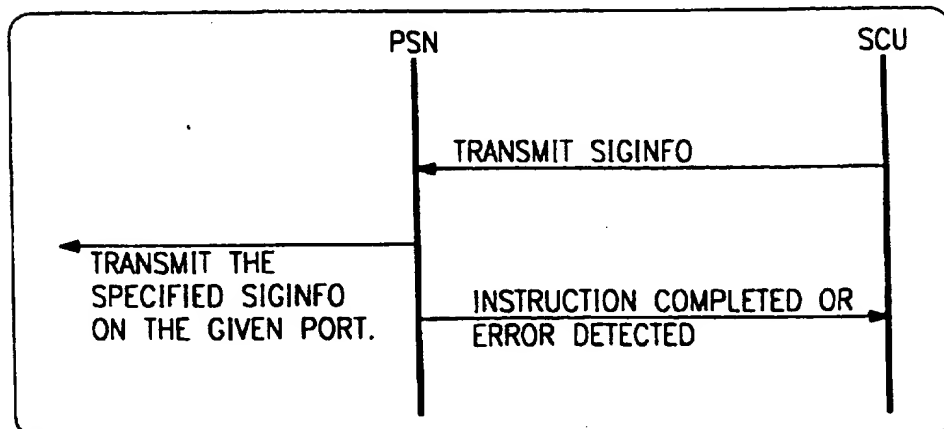 PSN
SCU
TRANSMIT SIGINFO
TRANSMIT THE
SPECIFIED SIGINFO
ON THE GIVEN PORT.
INSTRUCTION COMPLETED OR
ERROR DETECTED